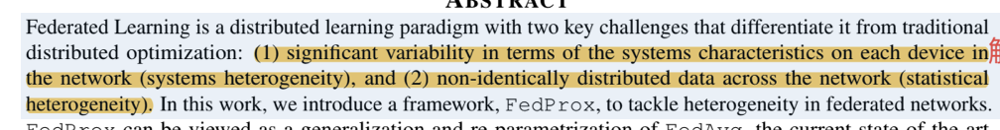 ABSTRACT
Federated Learning is a distributed learning paradigm with two key challenges that differentiate it from traditional
distributed optimization: (1) significant variability in terms of the systems characteristics on each device in
the network (systems heterogeneity), and (2) non-identically distributed data across the network (statistical
heterogeneity). In this work, we introduce a framework, FedProx, to tackle heterogeneity in federated networks.
FedProx can be viewed as a generalization and re-parametrization of FedAvg, the current state of the art